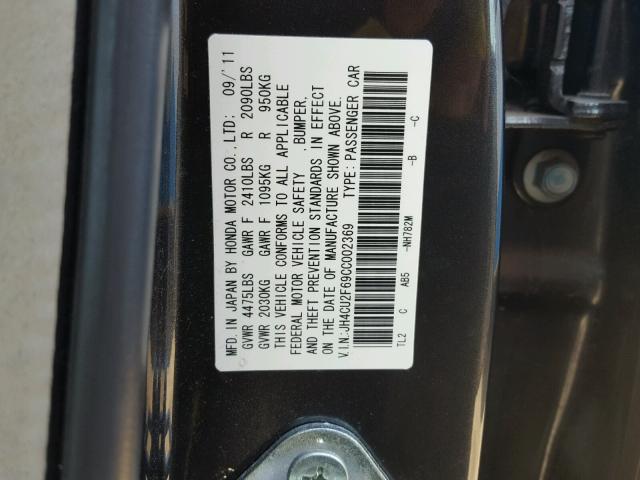 MFD.IN JAPAN BY HONDA MOTOR CO.,LTD: 09/'11
GVWR 4475LBS GAWR F 2410LBS R 2090LBS
GVWR 2030KG GAWR F 1095KG R 950KG
THIS VEHICLE CONFORMS TO ALL APPLICABLE
FEDERAL MOTOR VEHICLE SAFETY ,BUMPER,
AND THEFT PREVENTION STANDARDS IN EFFECT
ON THE DATE OF MANUFACTURE SHOWN ABOVE.
V.I.N:JH4CU2F69CC002369 TYPE:PASSENGER CAR
TL2 C AB5 -NH782M -B -C